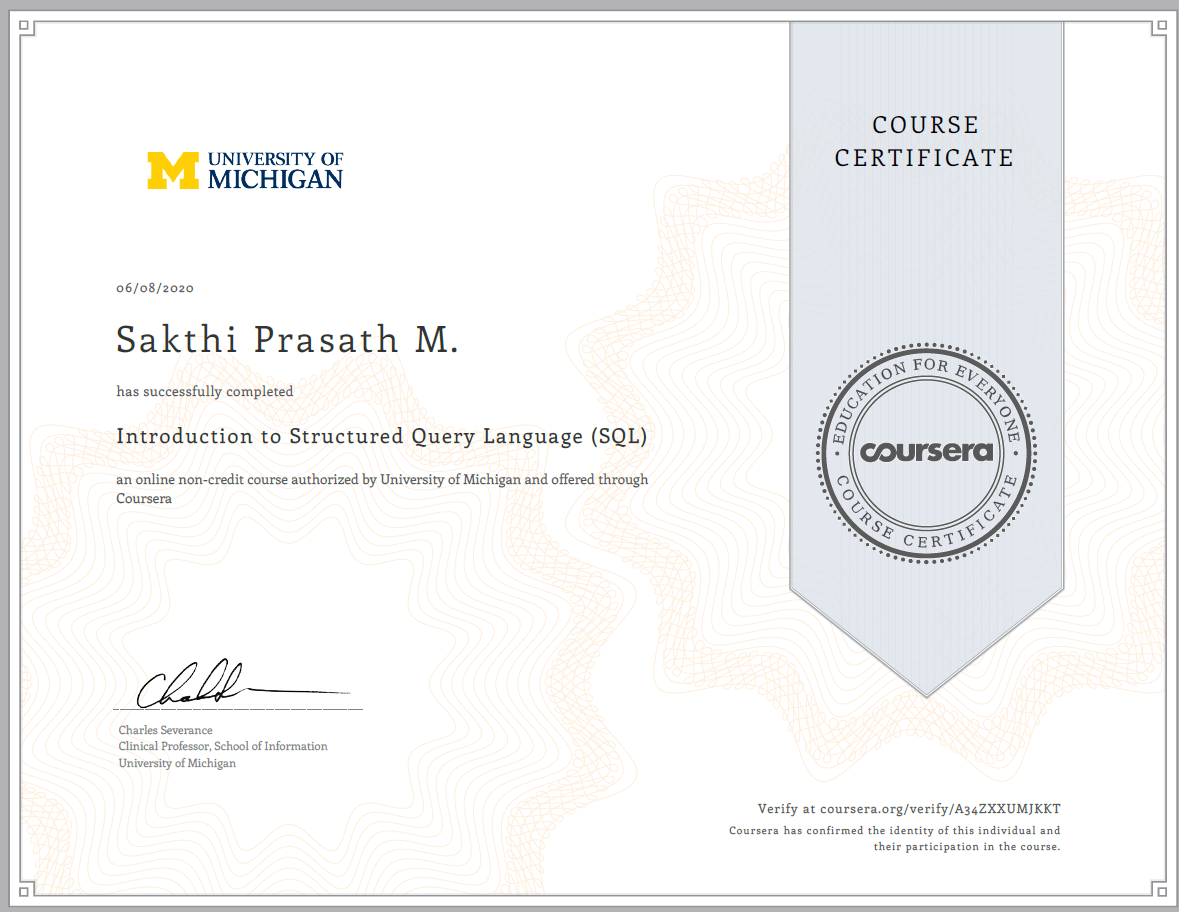 UNIVERSITY OF
MICHIGAN
COURSE
CERTIFICATE
06/08/2020
Sakthi Prasath M.
has successfully completed
Introduction to Structured Query Language (SQL)
an online non-credit course authorized by University of Michigan and offered through
Coursera
EDUCATION FOR EVERYONE
coursera
COURSE CERTIFICATE
Charles Severance
Clinical Professor, School of Information
University of Michigan
Verify at coursera.org/verify/A34ZXXUMJKKT
Coursera has confirmed the identity of this individual and
their participation in the course.